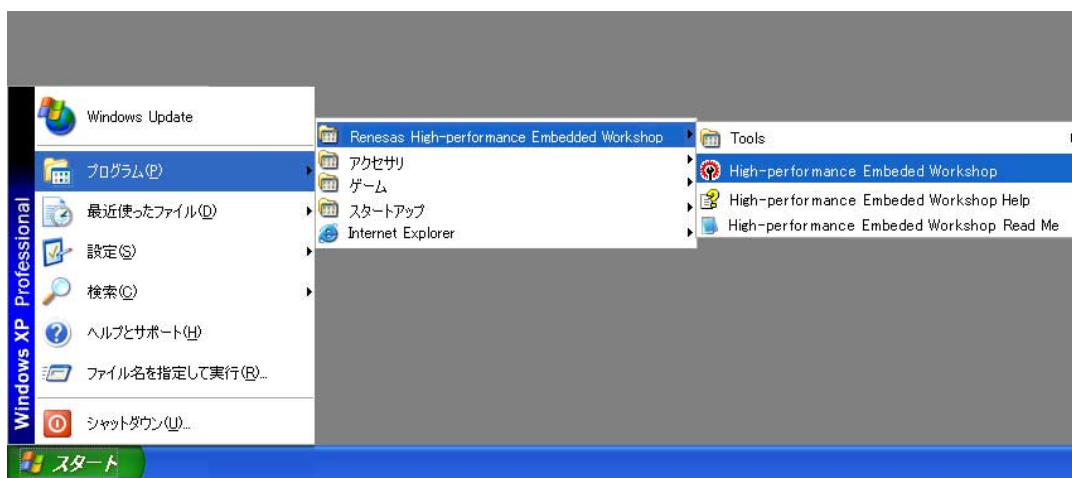 Windows Update
プログラム(P)
最近使ったファイル(D)
設定(S)
検索(C)
ヘルプとサポート(H)
ファイル名を指定して実行(R)...
シャットダウン(U)...
Windows XP Professional
スタート
Renesas High-performance Embedded Workshop
アクセサリ
ゲーム
スタートアップ
Internet Explorer
Tools
High-performance Embeded Workshop
High-performance Embeded Workshop Help
High-performance Embeded Workshop Read Me